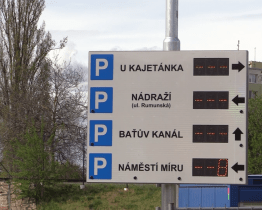 P U KAJETÁNKA
P NÁDRAŽÍ
(ul. Rumunská)
P BAŤŮV KANÁL
P NÁMĚSTÍ MÍRU